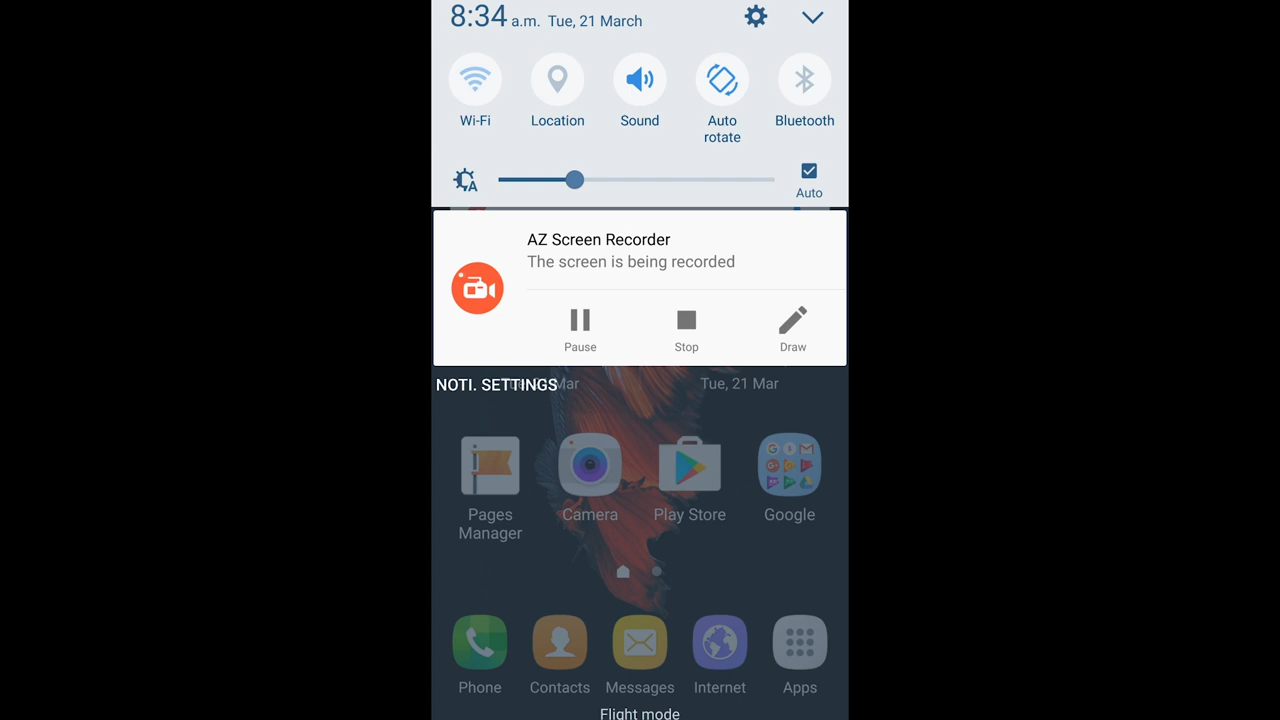 8:34 a.m. Tue, 21 March
Wi-Fi
Location
Sound
Auto
rotate
Bluetooth
A
Auto
AZ Screen Recorder
The screen is being recorded
Pause
Stop
Draw
NOTI. SETTINGS
Mar
Tue, 21 Mar
Pages
Manager
Camera
Play Store
Google
Phone
Contacts
Messages
Internet
Apps
Flight mode